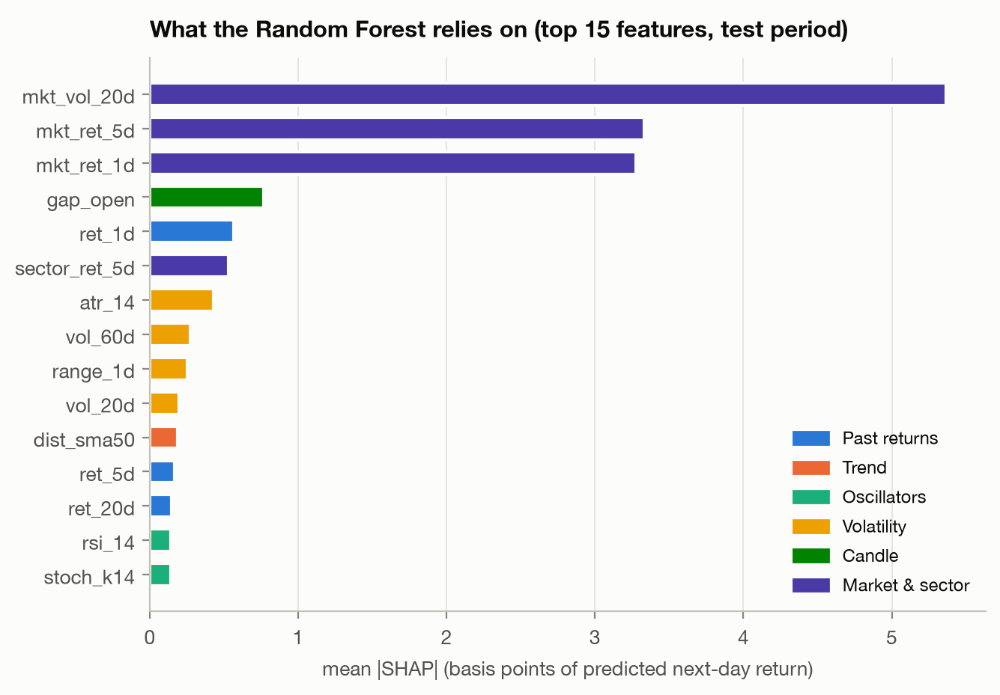 What the Random Forest relies on (top 15 features, test period)
mkt_vol_20d
mkt_ret_5d
mkt_ret_1d
gap_open
ret_1d
sector_ret_5d
atr_14
vol_60d
range_1d
vol_20d
dist_sma50
ret_5d
ret_20d
rsi_14
stoch_k14
Past returns
Trend
Oscillators
Volatility
Candle
Market & sector
0 1 2 3 4 5
mean |SHAP| (basis points of predicted next-day return)